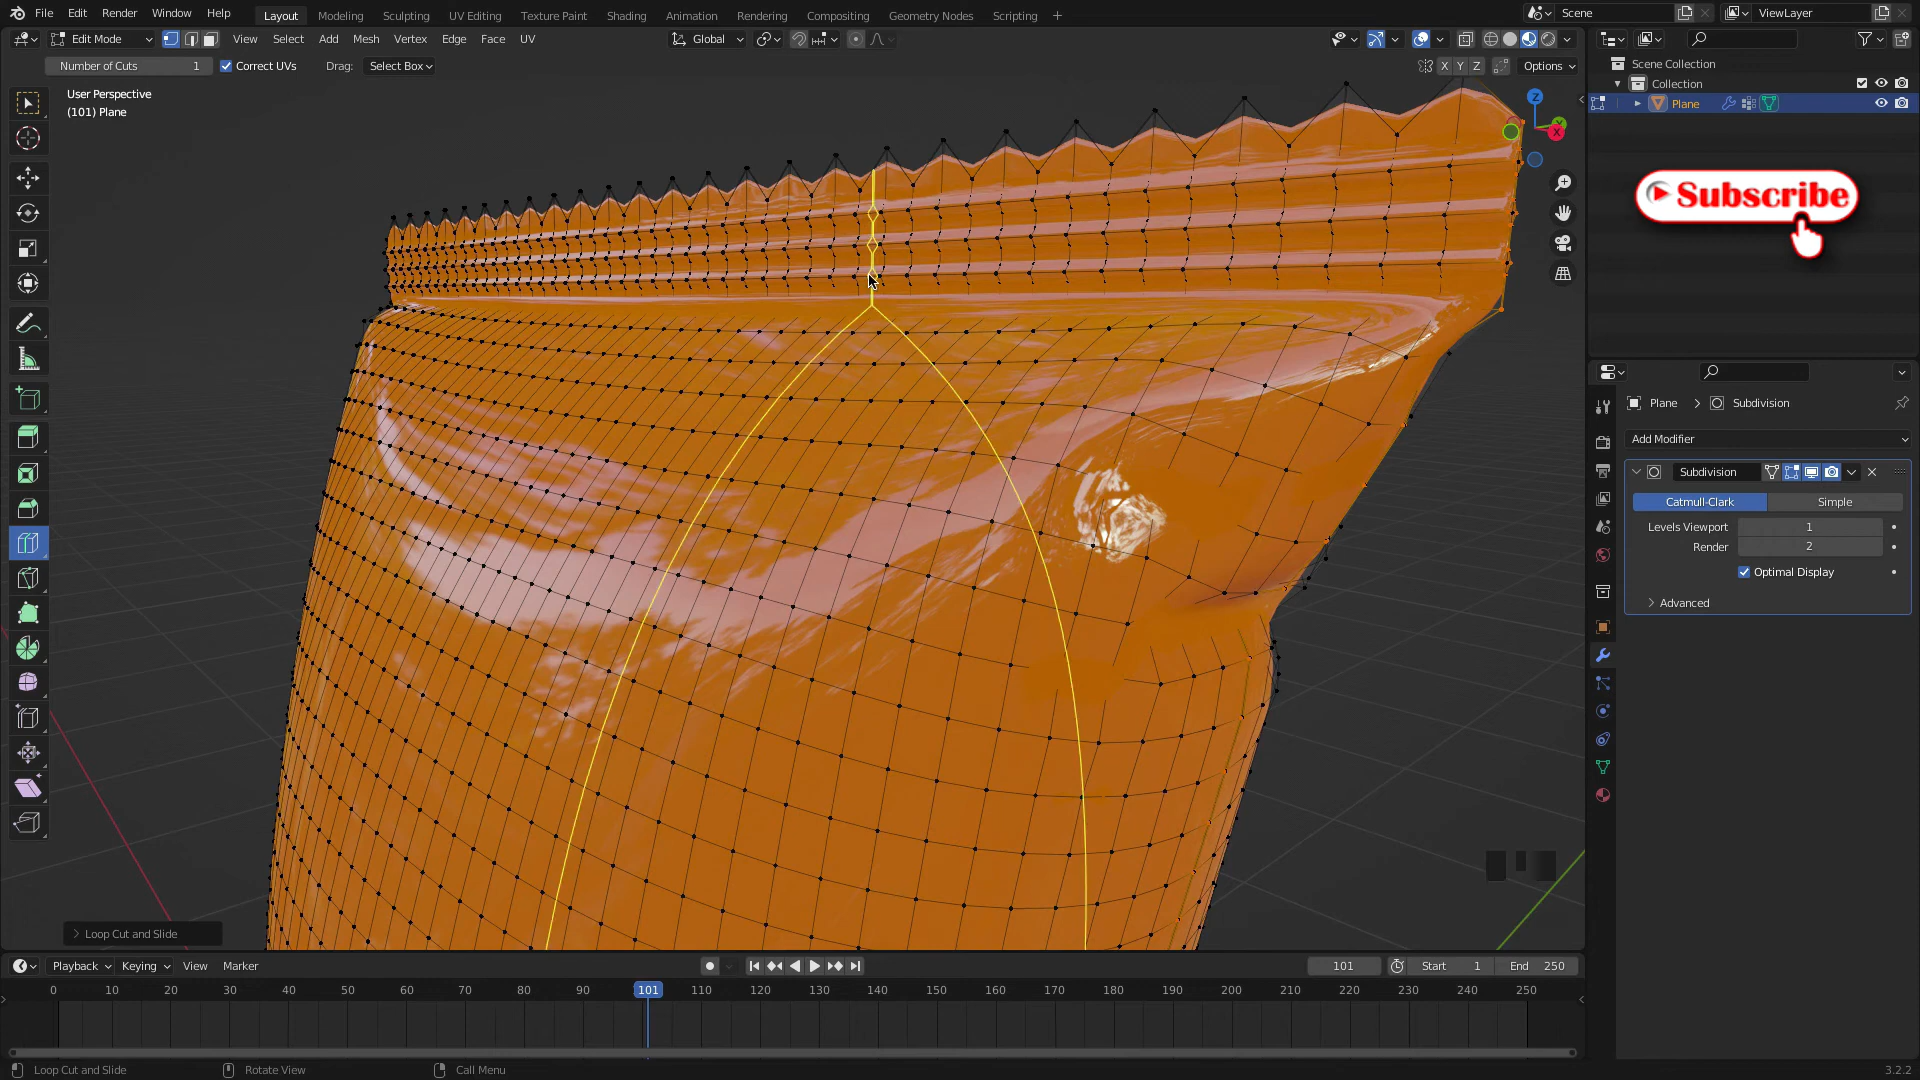 File Edit Render Window Help Layout Modeling Sculpting UV Editing Texture Paint Shading Animation Rendering Compositing Geometry Nodes Scripting + Scene ViewLayer
Edit Mode View Select Add Mesh Vertex Edge Face UV Global
Number of Cuts 1 Correct UVs Drag: Select Box X Y Z Options
User Perspective
(101) Plane
Z
X
Scene Collection
Collection
Plane
Subscribe
Plane > Subdivision
Add Modifier
Subdivision
Catmull-Clark Simple
Levels Viewport 1
Render 2
Optimal Display
Advanced
Loop Cut and Slide
Playback Keying View Marker 101 Start 1 End 250
0 10 20 30 40 50 60 70 80 90 101 110 120 130 140 150 160 170 180 190 200 210 220 230 240 250
Loop Cut and Slide Rotate View Call Menu 3.2.2